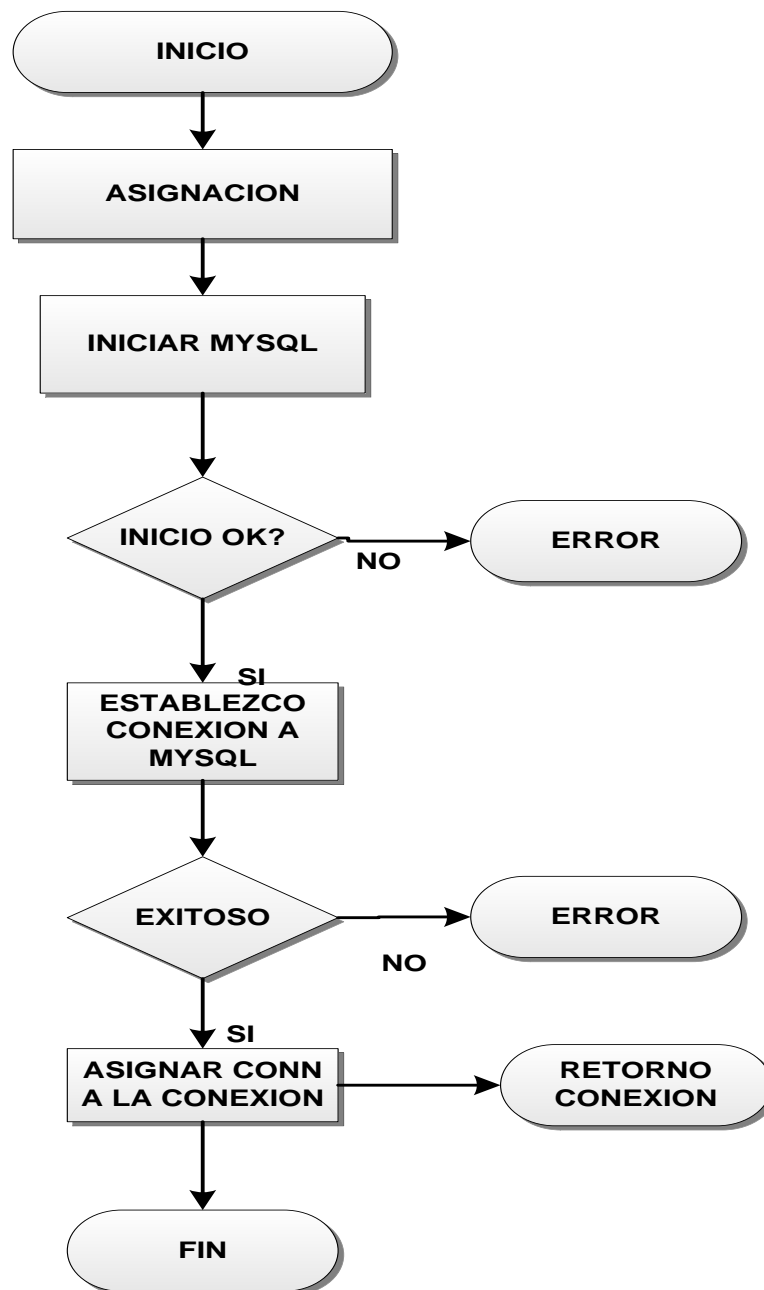 INICIO
ASIGNACION
INICIAR MYSQL
INICIO OK?
NO
ERROR
SI
ESTABLEZCO
CONEXION A
MYSQL
EXITOSO
NO
ERROR
SI
ASIGNAR CONN
A LA CONEXION
RETORNO
CONEXION
FIN